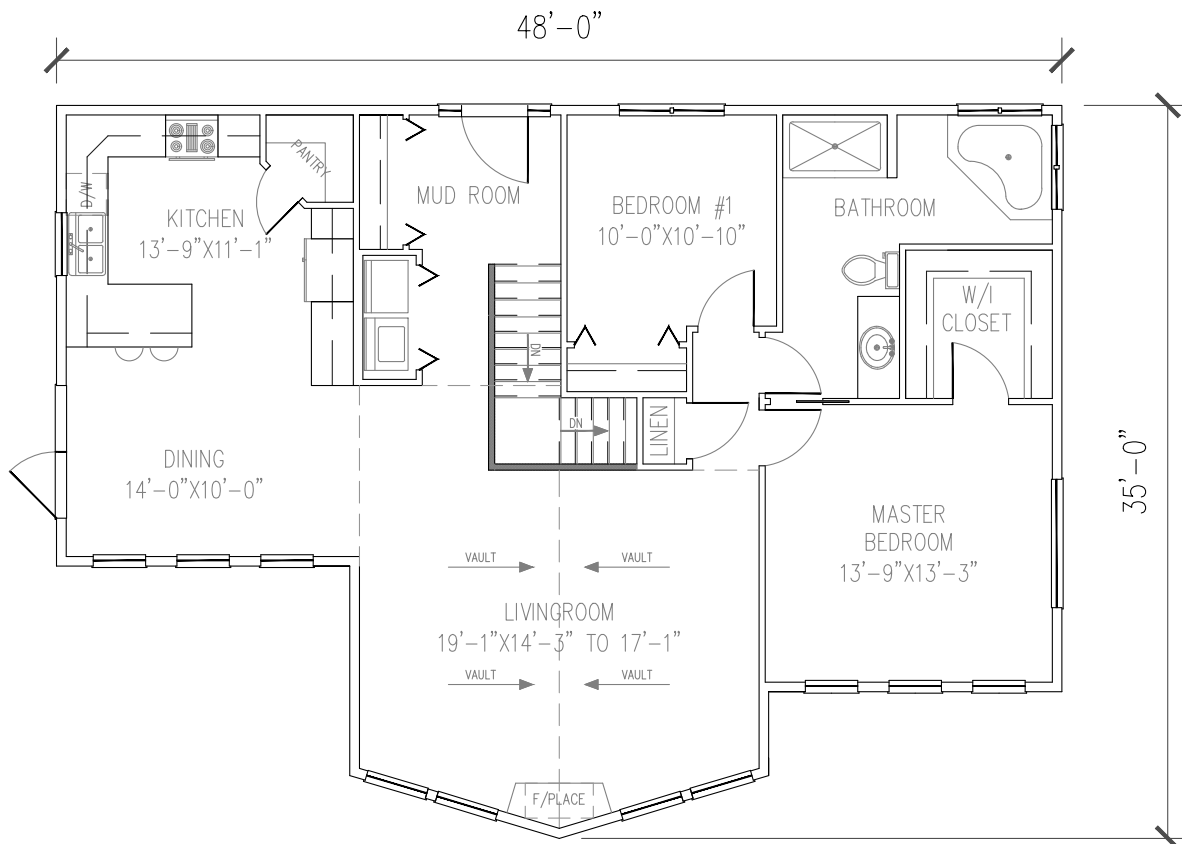 48'-0"
PANTRY
D/W
KITCHEN
13'-9"X11'-1"
MUD ROOM
BEDROOM #1
10'-0"X10'-10"
BATHROOM
W/I
CLOSET
DN
DN
LINEN
DINING
14'-0"X10'-0"
35'-0"
MASTER
BEDROOM
13'-9"X13'-3"
VAULT
VAULT
LIVINGROOM
19'-1"X14'-3" TO 17'-1"
VAULT
VAULT
F/PLACE